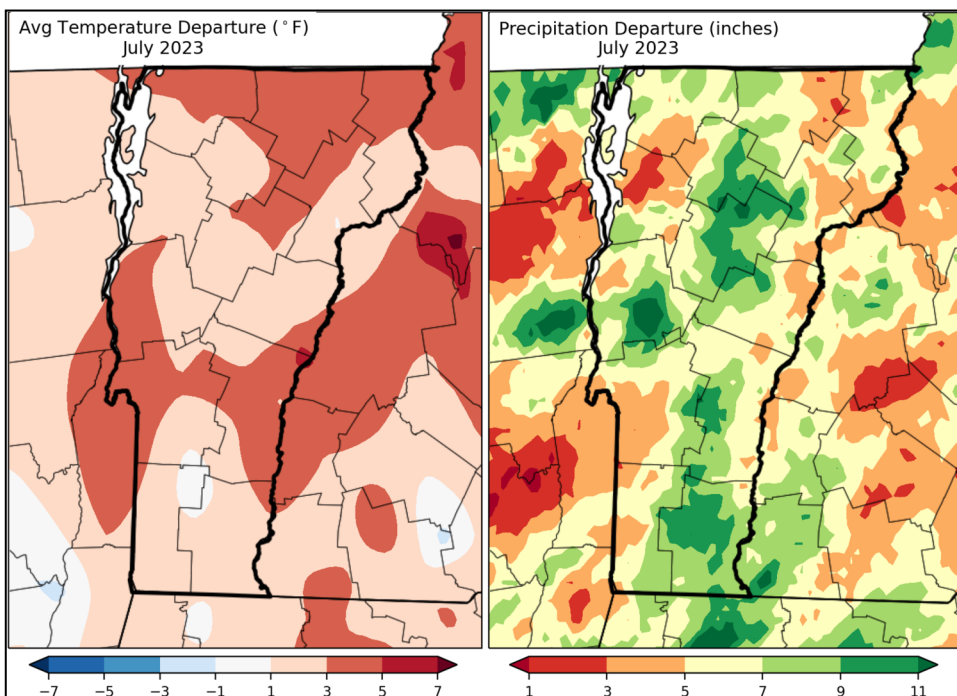 Avg Temperature Departure (°F)
July 2023
Precipitation Departure (inches)
July 2023
−7 −5 −3 −1 1 3 5 7
1 3 5 7 9 11